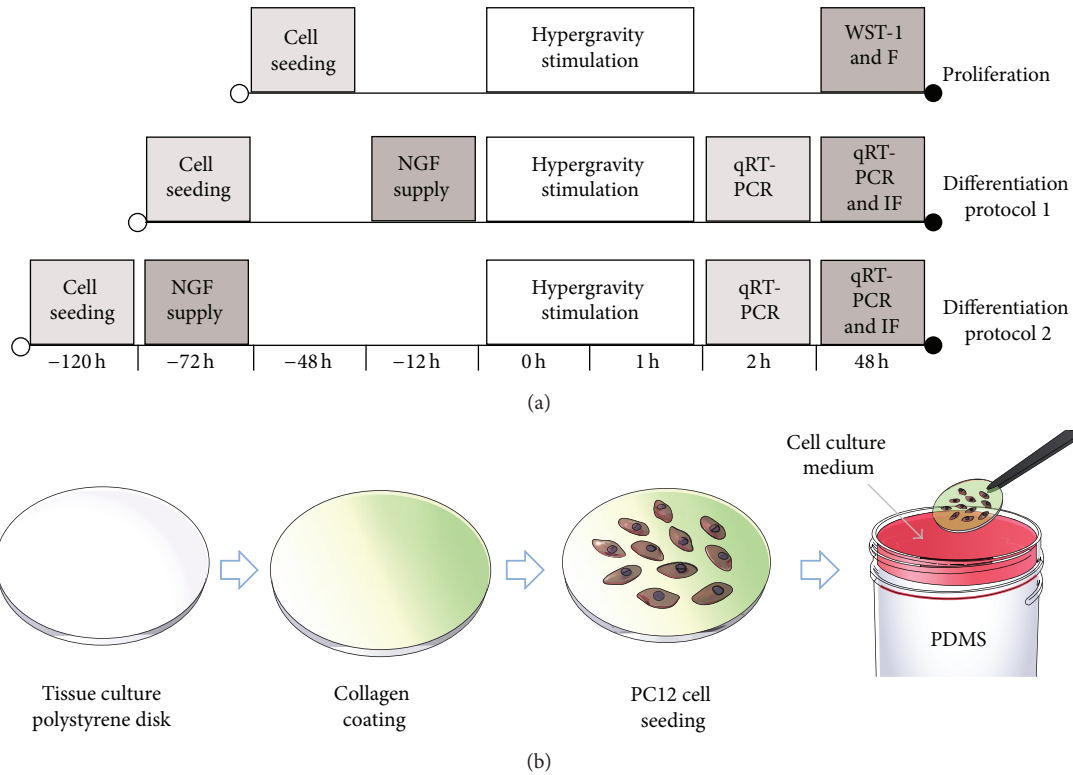 Cell
seeding
Hypergravity
stimulation
WST-1
and F
Proliferation
Cell
seeding
NGF
supply
Hypergravity
stimulation
qRT-
PCR
qRT-
PCR
and IF
Differentiation
protocol 1
Cell
seeding
NGF
supply
Hypergravity
stimulation
qRT-
PCR
qRT-
PCR
and IF
Differentiation
protocol 2
−120 h
−72 h
−48 h
−12 h
0 h
1 h
2 h
48 h
(a)
Cell culture
medium
PDMS
Tissue culture
polystyrene disk
Collagen
coating
PC12 cell
seeding
(b)